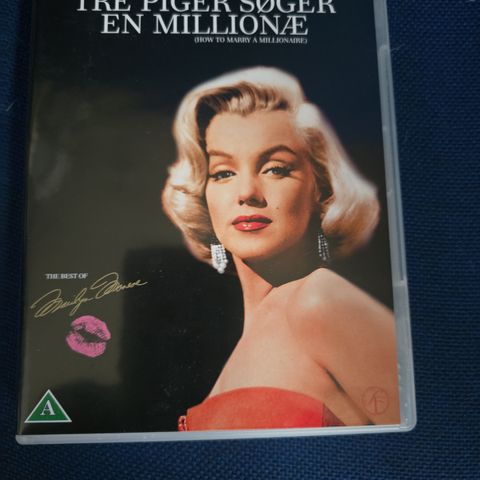 TRE PIGER SØGER
EN MILLIONÆ
(HOW TO MARRY A MILLIONAIRE)
THE BEST OF
Marilyn Monroe
A